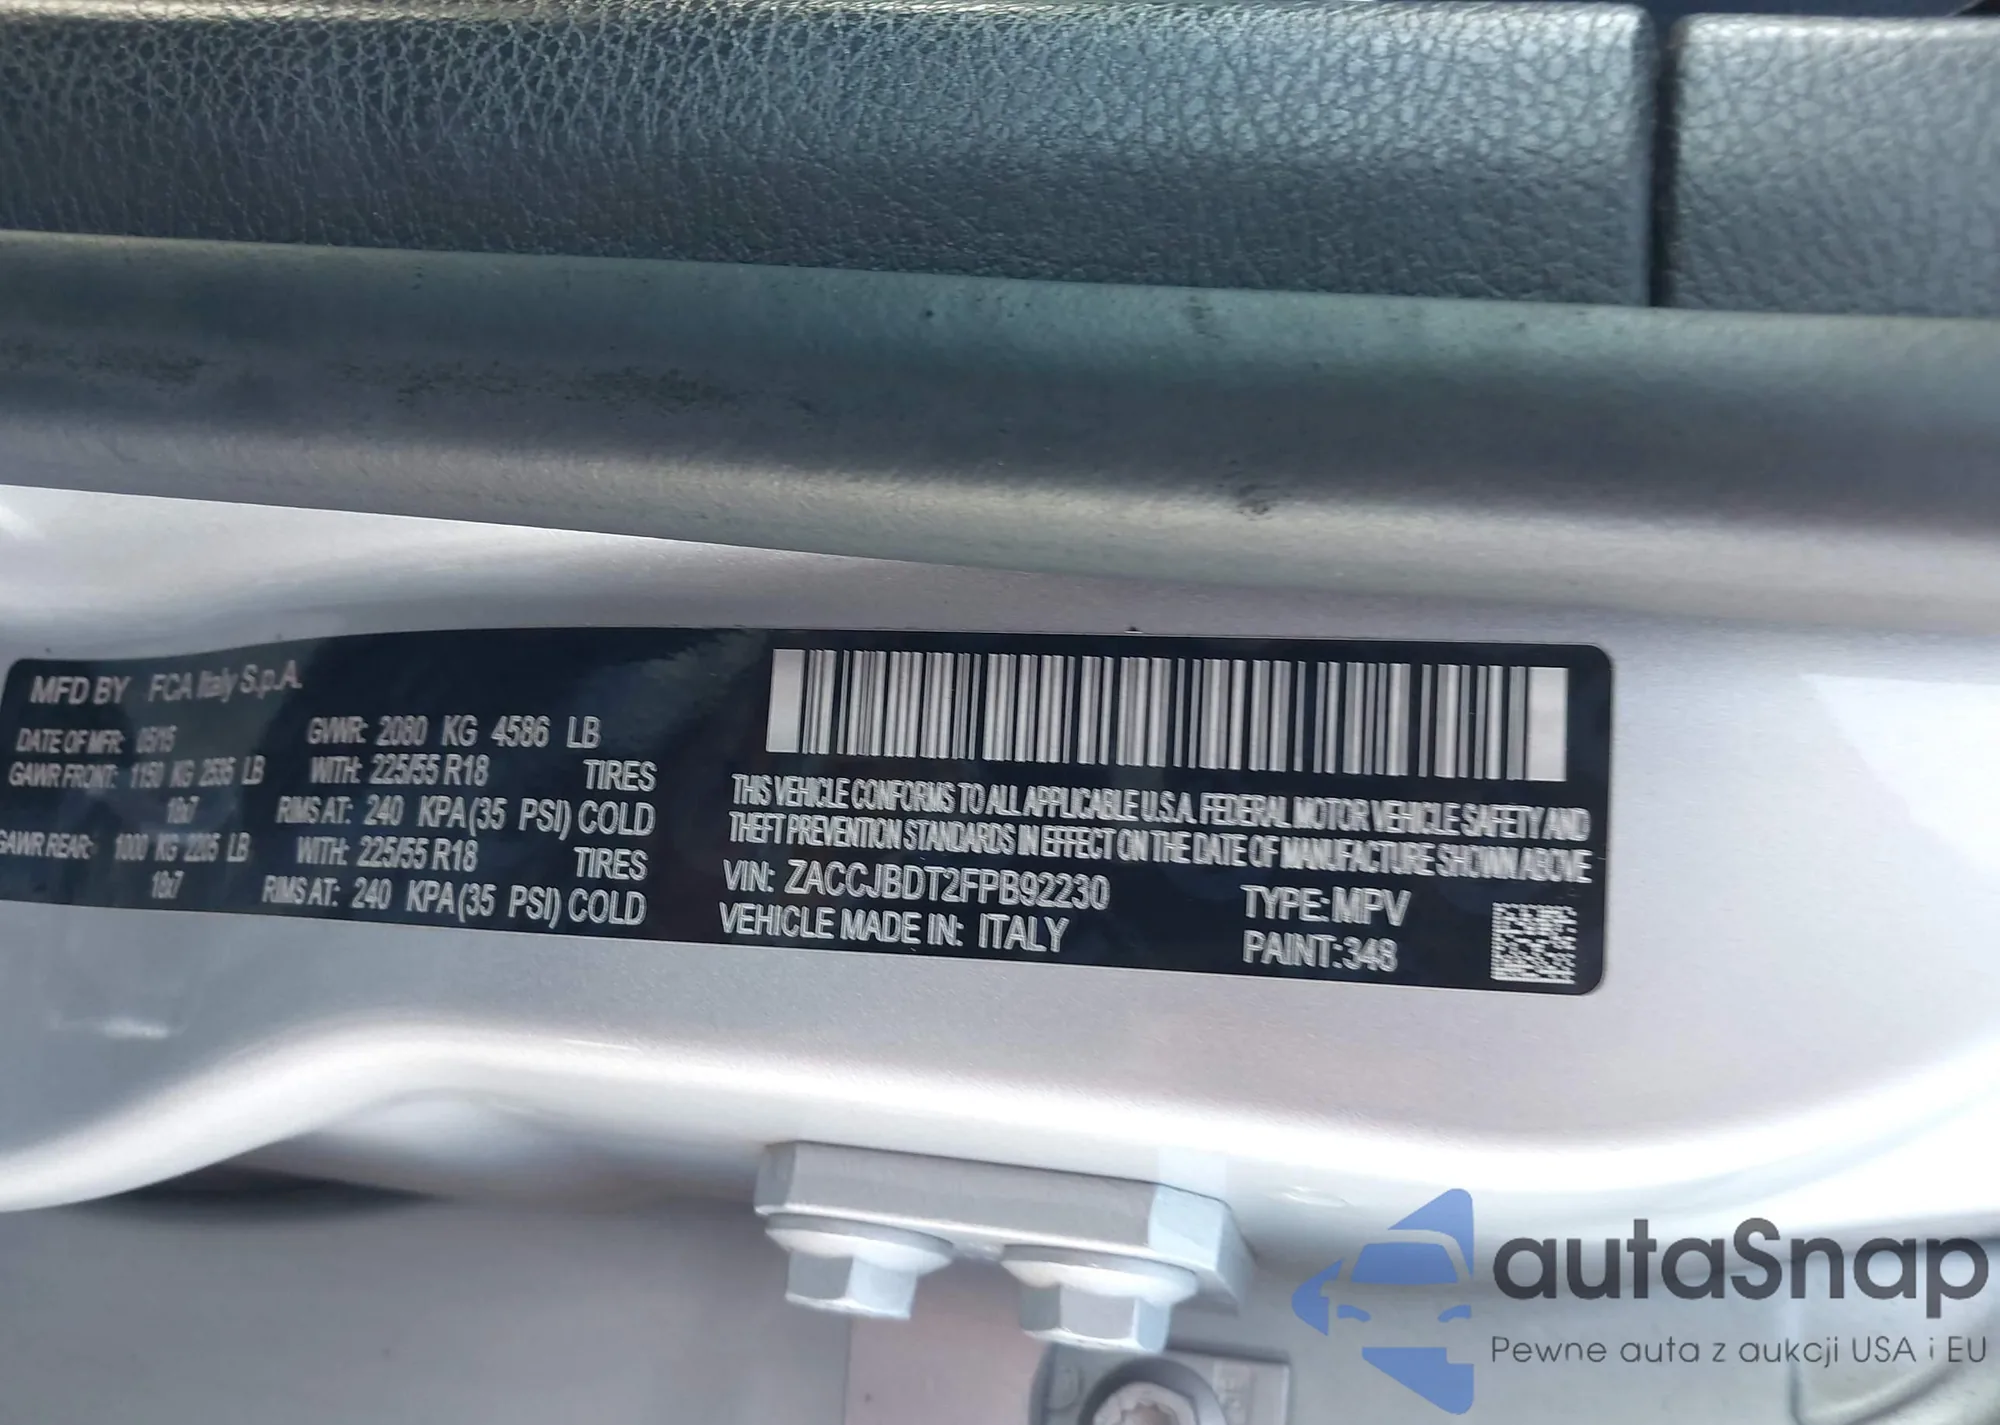 MFD BY FCA Italy S.p.A.
DATE OF MFR: 05/15 GVWR: 2080 KG 4586 LB
GAWR FRONT: 1150 KG 2535 LB WITH: 225/55 R18 TIRES
18x7 RIMS AT: 240 KPA(35 PSI) COLD
GAWR REAR: 1000 KG 2205 LB WITH: 225/55 R18 TIRES
18x7 RIMS AT: 240 KPA(35 PSI) COLD
THIS VEHICLE CONFORMS TO ALL APPLICABLE U.S.A. FEDERAL MOTOR VEHICLE SAFETY AND
THEFT PREVENTION STANDARDS IN EFFECT ON THE DATE OF MANUFACTURE SHOWN ABOVE
VIN: ZACCJBDT2FPB92230 TYPE:MPV
VEHICLE MADE IN: ITALY PAINT:348
autaSnap
Pewne auta z aukcji USA i EU